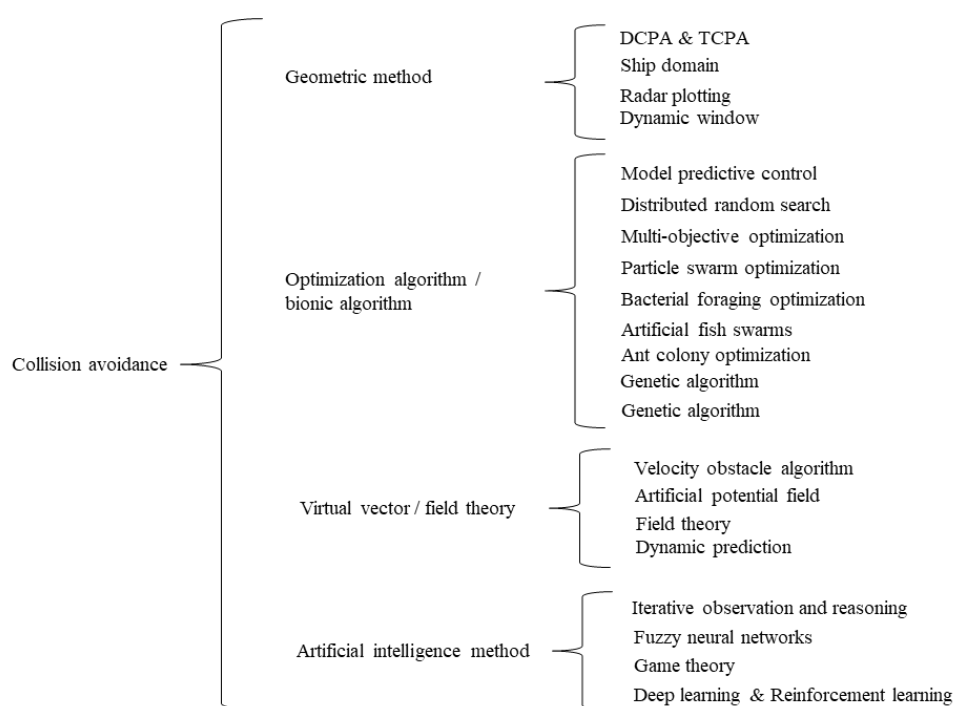 Collision avoidance
Geometric method
DCPA & TCPA
Ship domain
Radar plotting
Dynamic window
Optimization algorithm /
bionic algorithm
Model predictive control
Distributed random search
Multi-objective optimization
Particle swarm optimization
Bacterial foraging optimization
Artificial fish swarms
Ant colony optimization
Genetic algorithm
Genetic algorithm
Virtual vector / field theory
Velocity obstacle algorithm
Artificial potential field
Field theory
Dynamic prediction
Artificial intelligence method
Iterative observation and reasoning
Fuzzy neural networks
Game theory
Deep learning & Reinforcement learning